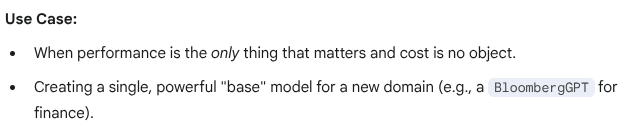 Use Case:
• When performance is the only thing that matters and cost is no object.
• Creating a single, powerful "base" model for a new domain (e.g., a BloombergGPT for
finance).